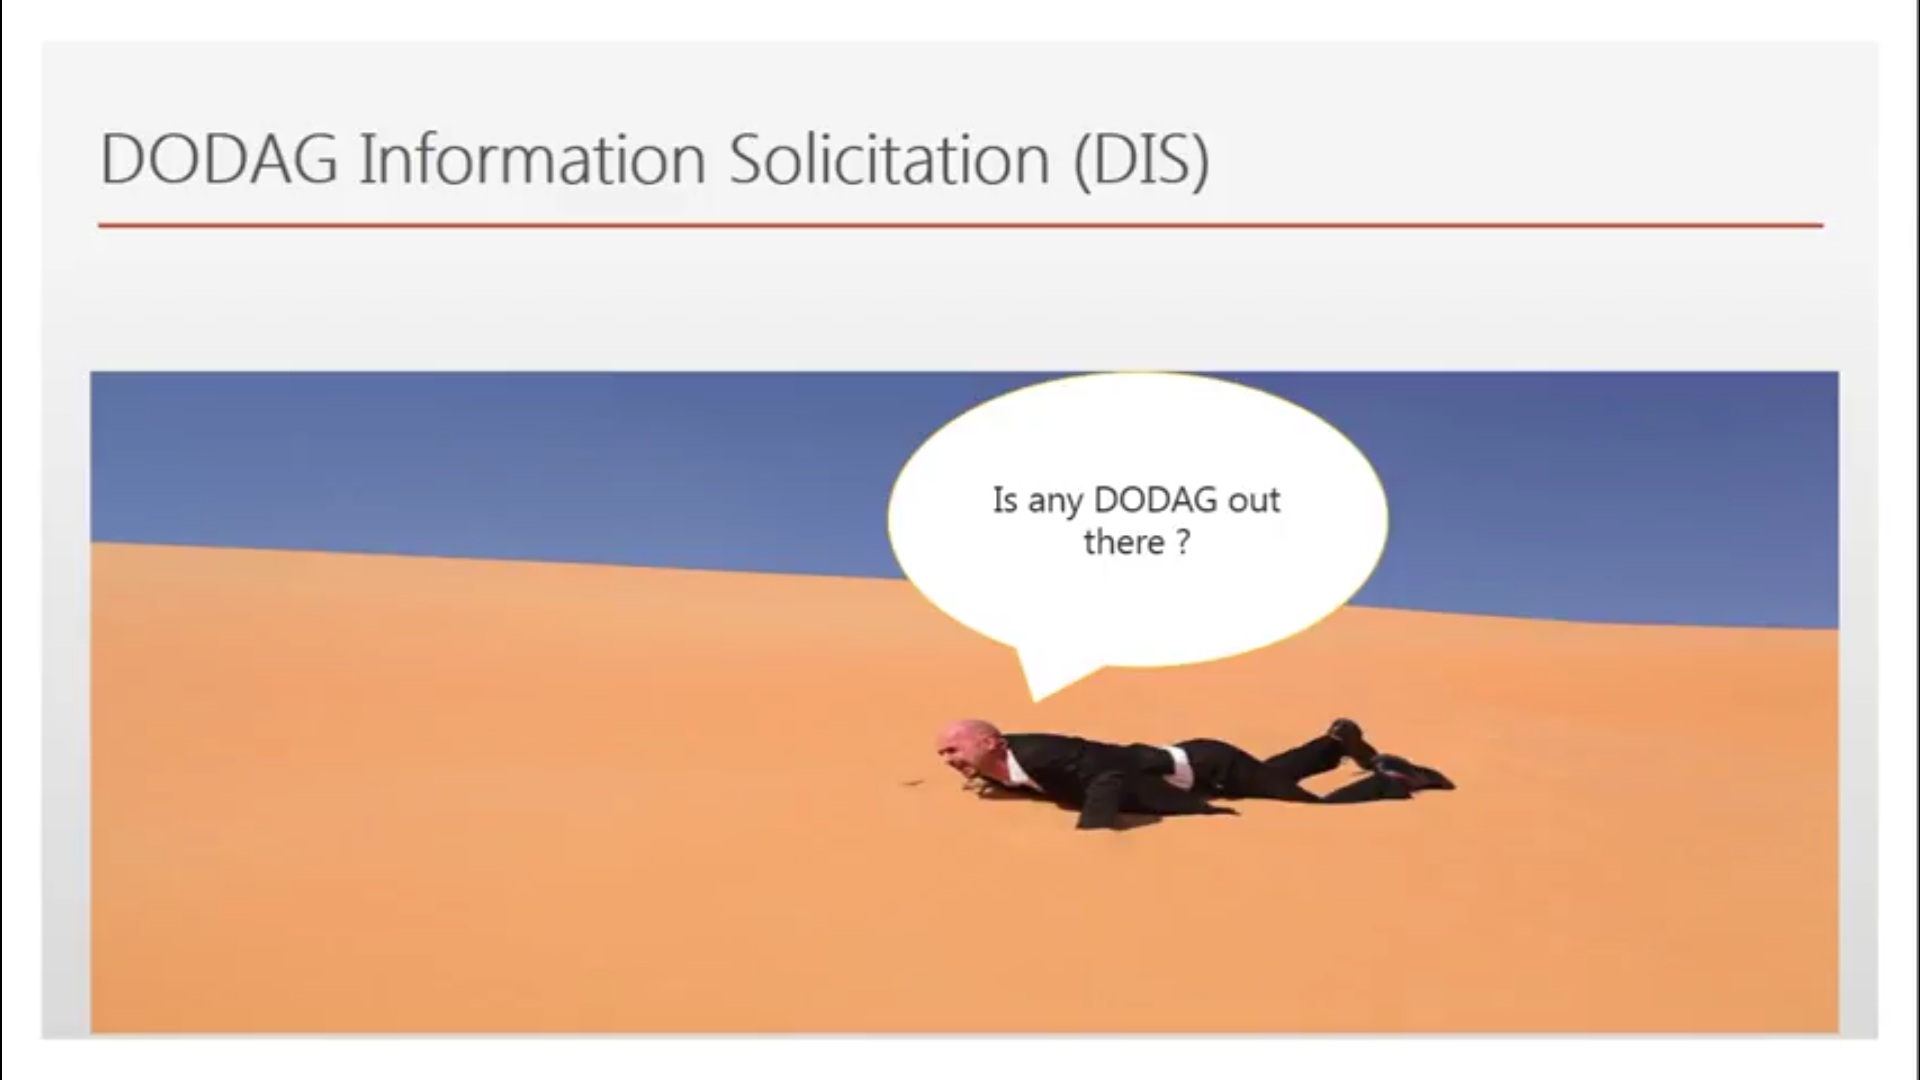 DODAG Information Solicitation (DIS)
Is any DODAG out
there ?